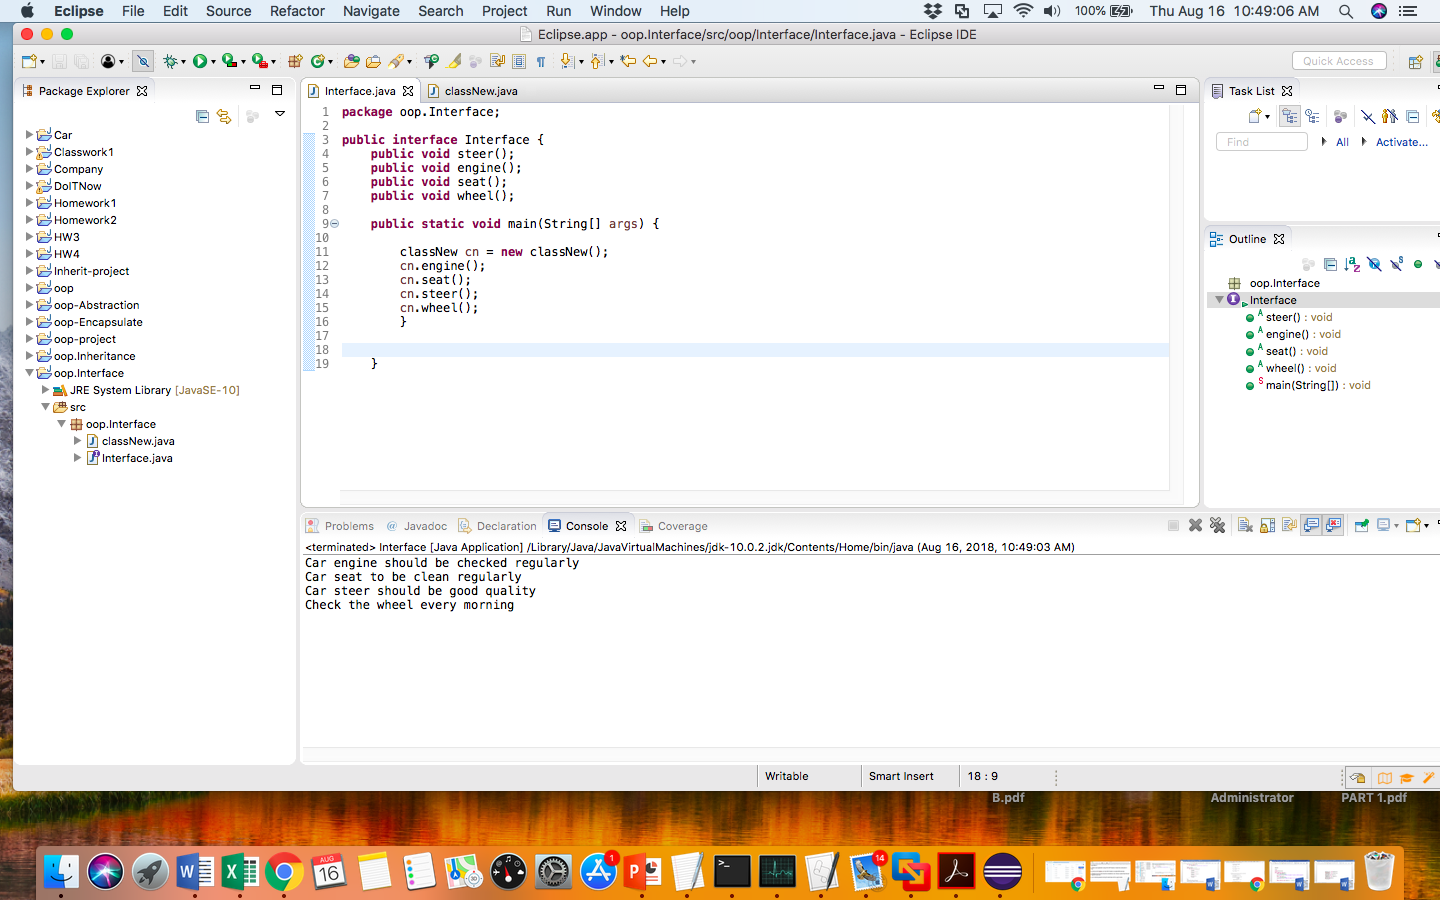 Eclipse File Edit Source Refactor Navigate Search Project Run Window Help 100% Thu Aug 16 10:49:06 AM
Eclipse.app - oop.Interface/src/oop/Interface/Interface.java - Eclipse IDE
Quick Access
Package Explorer
Car
Classwork1
Company
DoITNow
Homework1
Homework2
HW3
HW4
Inherit-project
oop
oop-Abstraction
oop-Encapsulate
oop-project
oop.Inheritance
oop.Interface
JRE System Library [JavaSE-10]
src
oop.Interface
classNew.java
Interface.java
Interface.java classNew.java
1 package oop.Interface;
2
3 public interface Interface {
4 public void steer();
5 public void engine();
6 public void seat();
7 public void wheel();
8
9 public static void main(String[] args) {
10
11 classNew cn = new classNew();
12 cn.engine();
13 cn.seat();
14 cn.steer();
15 cn.wheel();
16 }
17
18
19 }
Task List
Find All Activate...
Outline
oop.Interface
Interface
steer() : void
engine() : void
seat() : void
wheel() : void
main(String[]) : void
Problems Javadoc Declaration Console Coverage
<terminated> Interface [Java Application] /Library/Java/JavaVirtualMachines/jdk-10.0.2.jdk/Contents/Home/bin/java (Aug 16, 2018, 10:49:03 AM)
Car engine should be checked regularly
Car seat to be clean regularly
Car steer should be good quality
Check the wheel every morning
Writable Smart Insert 18 : 9
B.pdf Administrator PART 1.pdf
AUG
16
1
14